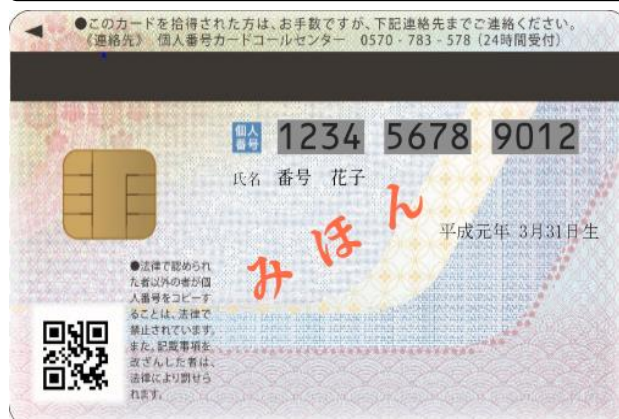 ●このカードを拾得された方は、お手数ですが、下記連絡先までご連絡ください。
《連絡先》 個人番号カードコールセンター 0570-783-578 (24時間受付)
個人番号 1234 5678 9012
氏名 番号 花子
平成元年 3月31日生
みほん
●法律で認められ
た者以外の者が個
人番号をコピーす
ることは、法律で
禁止されています。
また、記載事項を
改ざんした者は、
法律により罰せら
れます。